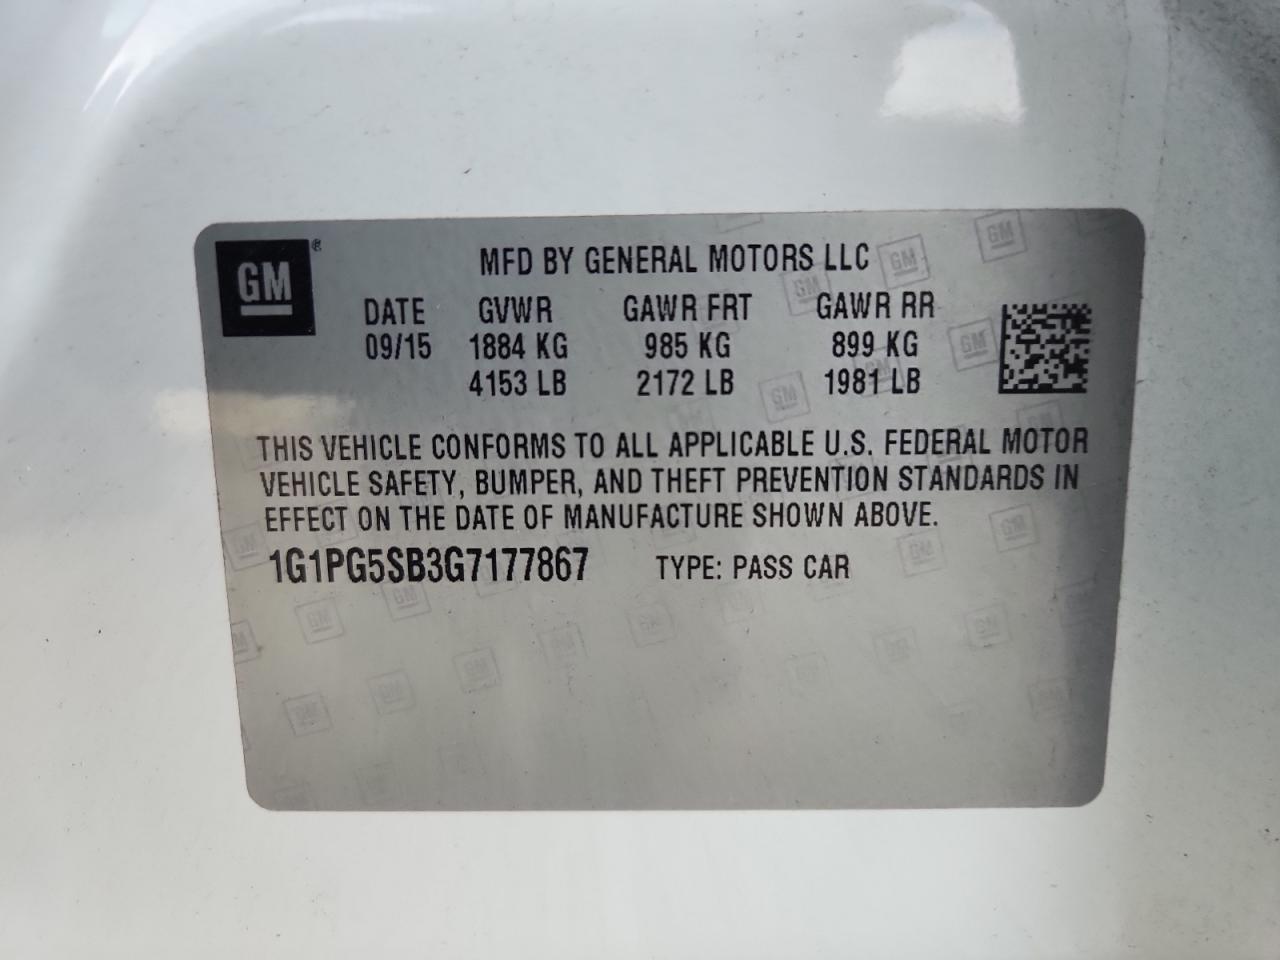 GM®
MFD BY GENERAL MOTORS LLC
DATE GVWR GAWR FRT GAWR RR
09/15 1884 KG 985 KG 899 KG
4153 LB 2172 LB 1981 LB
THIS VEHICLE CONFORMS TO ALL APPLICABLE U.S. FEDERAL MOTOR
VEHICLE SAFETY, BUMPER, AND THEFT PREVENTION STANDARDS IN
EFFECT ON THE DATE OF MANUFACTURE SHOWN ABOVE.
1G1PG5SB3G7177867 TYPE: PASS CAR